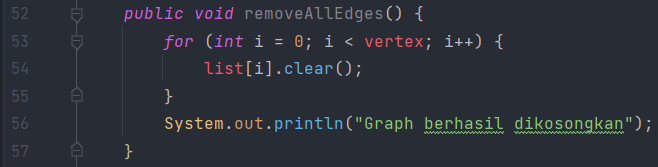 52 public void removeAllEdges() {
53 for (int i = 0; i < vertex; i++) {
54 list[i].clear();
55 }
56 System.out.println("Graph berhasil dikosongkan");
57 }